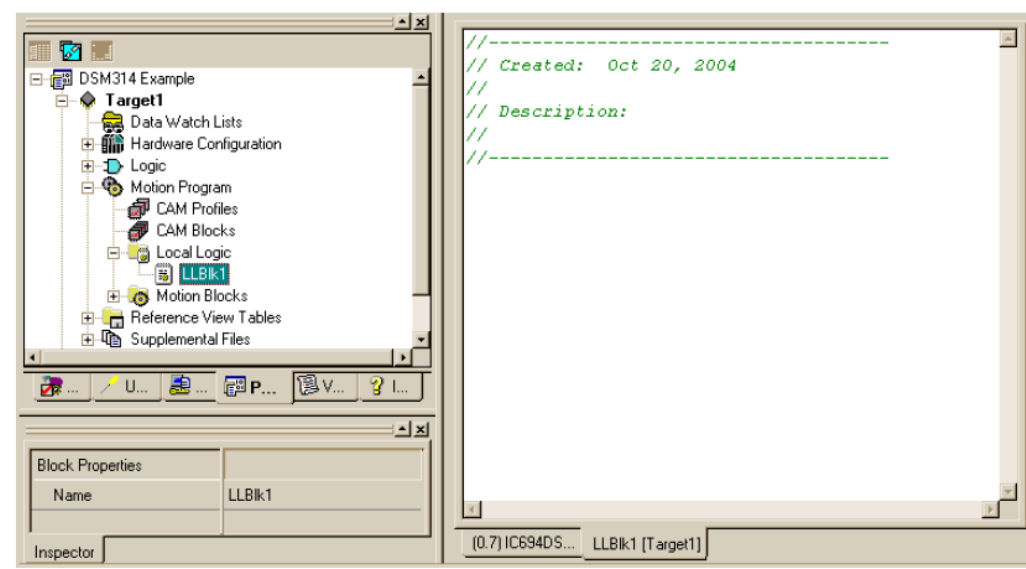 DSM314 Example
Target1
Data Watch Lists
Hardware Configuration
Logic
Motion Program
CAM Profiles
CAM Blocks
Local Logic
LLBlk1
Motion Blocks
Reference View Tables
Supplemental Files
... U... ... P... V... I...
Block Properties
Name LLBlk1
Inspector
//-------------------------------------
// Created: Oct 20, 2004
//
// Description:
//
//-------------------------------------
(0.7) IC694DS... LLBlk1 [Target1]